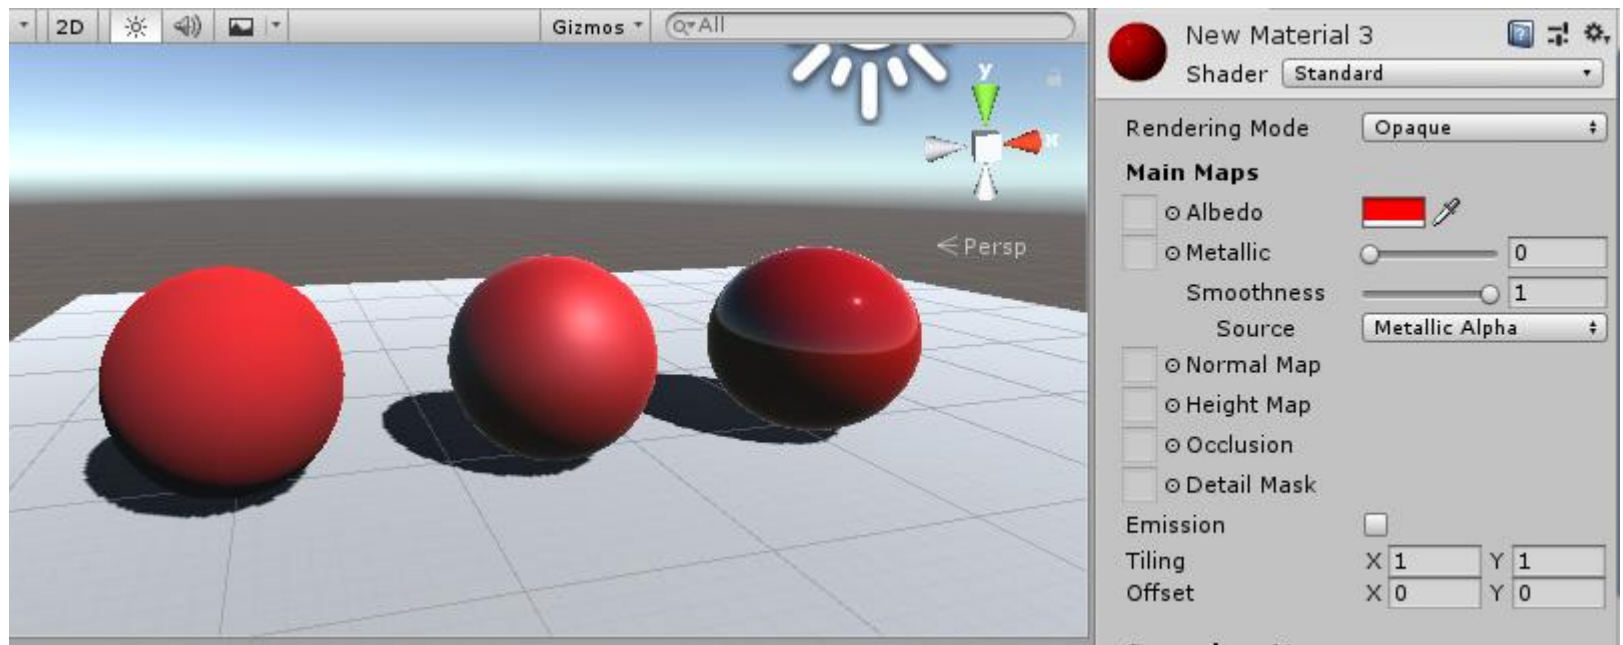 2D Gizmos All
y
x
Persp
New Material 3
Shader Standard
Rendering Mode Opaque
Main Maps
Albedo
Metallic 0
Smoothness 1
Source Metallic Alpha
Normal Map
Height Map
Occlusion
Detail Mask
Emission
Tiling X 1 Y 1
Offset X 0 Y 0